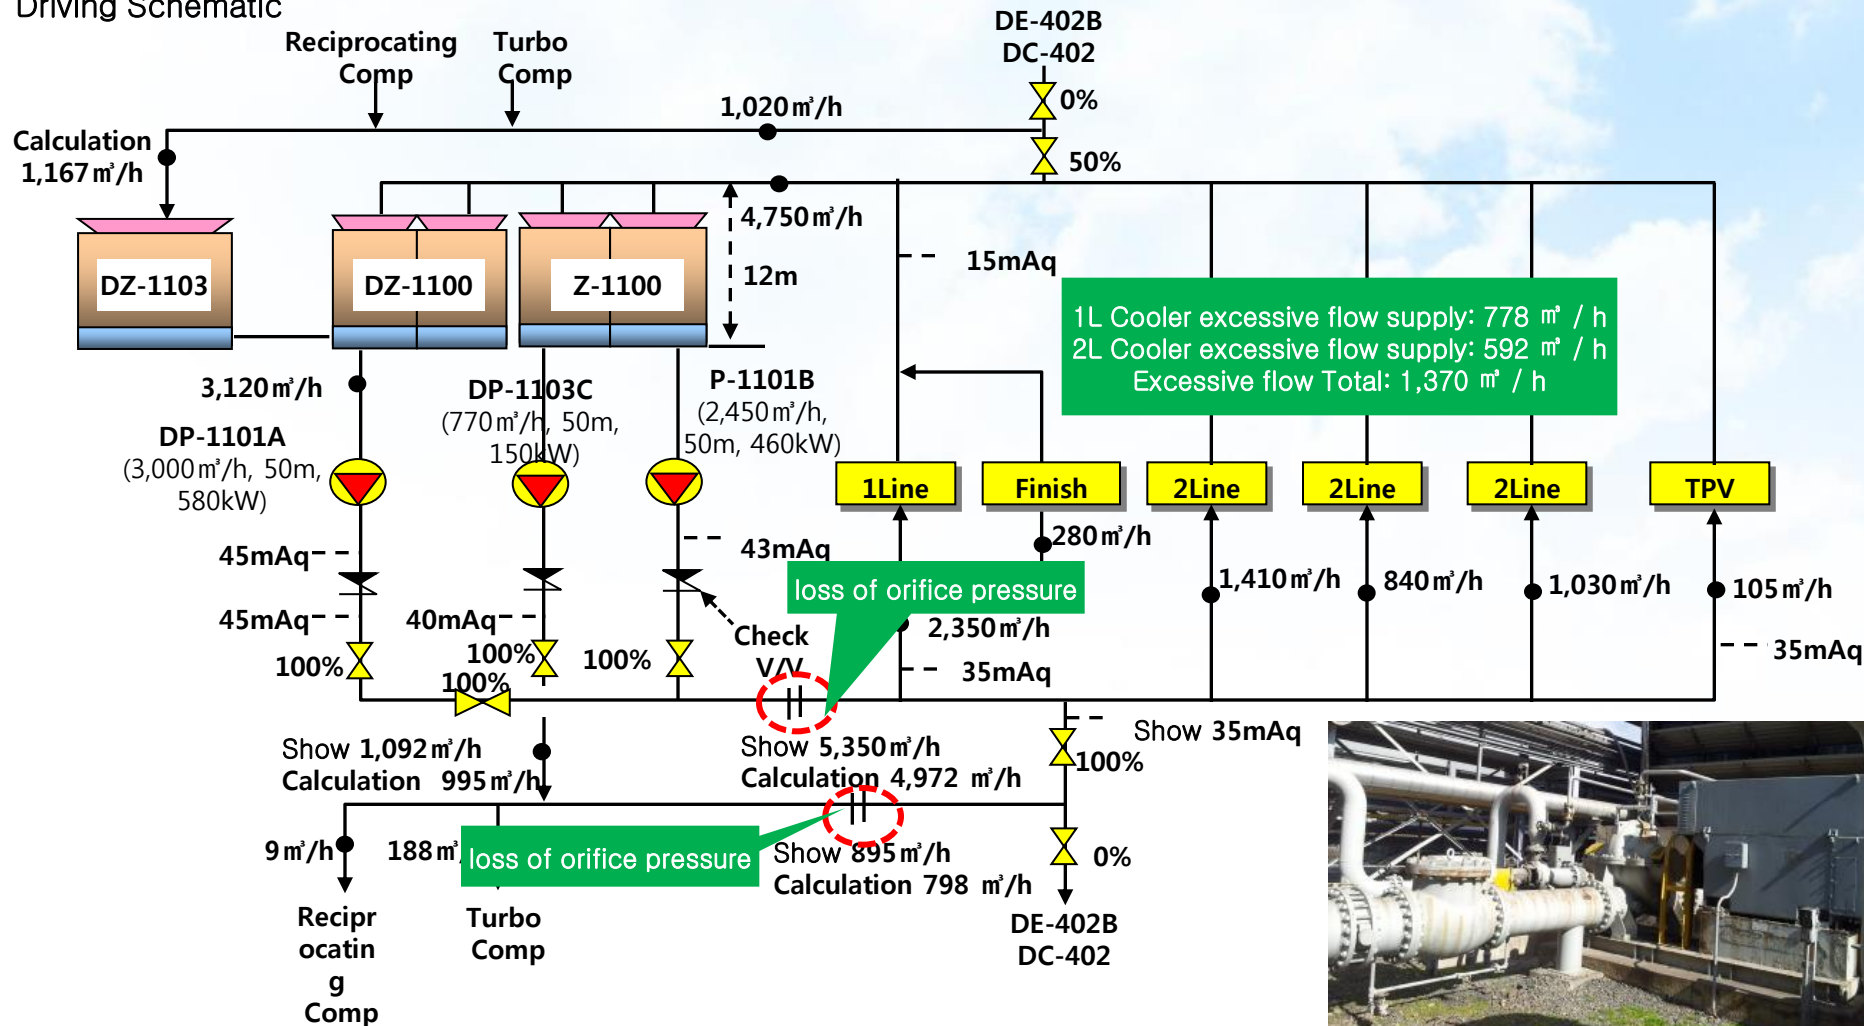 Driving Schematic
Reciprocating
Comp
Turbo
Comp
DE-402B
DC-402
0%
1,020㎥/h
Calculation
1,167㎥/h
50%
4,750㎥/h
12m
DZ-1103
DZ-1100
Z-1100
15mAq
1L Cooler excessive flow supply: 778 ㎥ / h
2L Cooler excessive flow supply: 592 ㎥ / h
Excessive flow Total: 1,370 ㎥ / h
3,120㎥/h
DP-1101A
(3,000㎥/h, 50m,
580kW)
DP-1103C
(770㎥/h, 50m,
150kW)
P-1101B
(2,450㎥/h,
50m, 460kW)
1Line
Finish
2Line
2Line
2Line
TPV
280㎥/h
45mAq
43mAq
loss of orifice pressure
1,410㎥/h
840㎥/h
1,030㎥/h
105㎥/h
45mAq
40mAq
Check
V/V
2,350㎥/h
35mAq
35mAq
100%
100%
100%
100%
Show 1,092㎥/h
Calculation 995㎥/h
Show 5,350㎥/h
Calculation 4,972 ㎥/h
Show 35mAq
100%
9㎥/h
188㎥/
loss of orifice pressure
Show 895㎥/h
Calculation 798 ㎥/h
0%
Recipr
ocatin
g
Comp
Turbo
Comp
DE-402B
DC-402